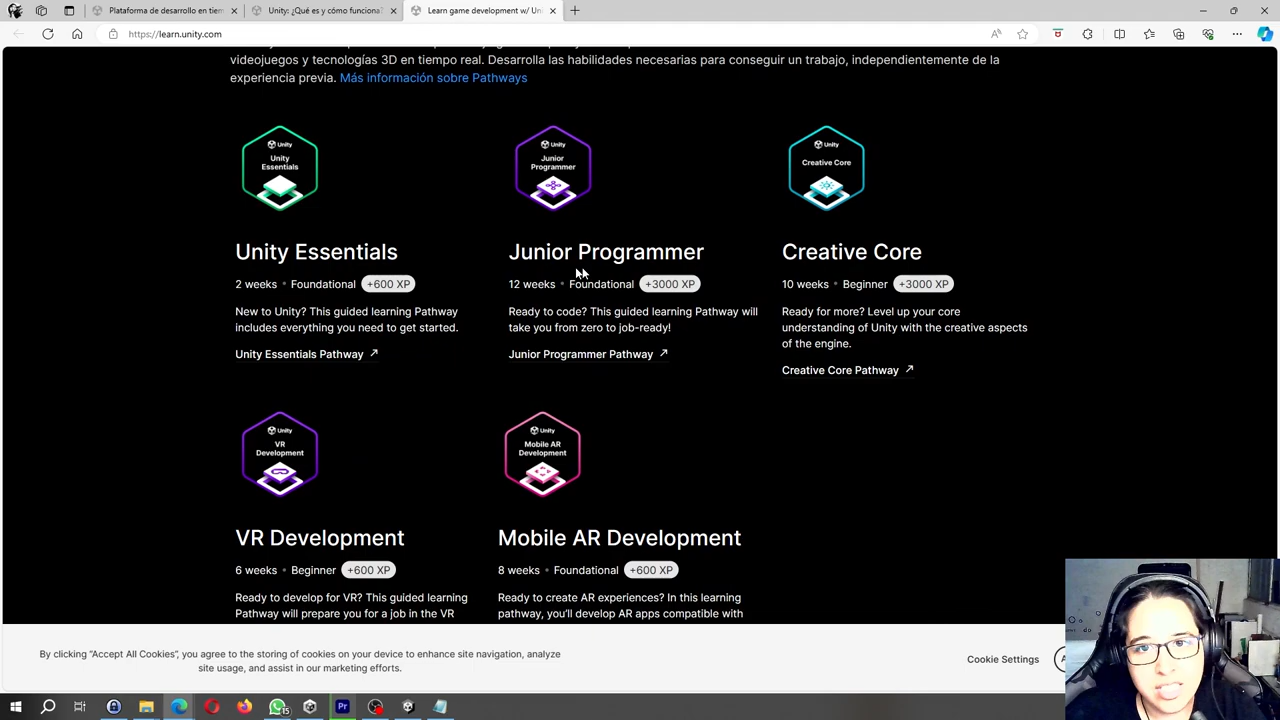 Plataforma de desarrollo en tiem
Unity: ¿Qué es y cómo funciona?
Learn game development w/ Un
https://learn.unity.com
videojuegos y tecnologías 3D en tiempo real. Desarrolla las habilidades necesarias para conseguir un trabajo, independientemente de la
experiencia previa. Más información sobre Pathways
Unity
Unity
Essentials
Unity
Junior
Programmer
Unity
Creative Core
Unity Essentials
2 weeks • Foundational +600 XP
New to Unity? This guided learning Pathway
includes everything you need to get started.
Unity Essentials Pathway
Junior Programmer
12 weeks • Foundational +3000 XP
Ready to code? This guided learning Pathway will
take you from zero to job-ready!
Junior Programmer Pathway
Creative Core
10 weeks • Beginner +3000 XP
Ready for more? Level up your core
understanding of Unity with the creative aspects
of the engine.
Creative Core Pathway
Unity
VR
Development
Unity
Mobile AR
Development
VR Development
6 weeks • Beginner +600 XP
Ready to develop for VR? This guided learning
Pathway will prepare you for a job in the VR
Mobile AR Development
8 weeks • Foundational +600 XP
Ready to create AR experiences? In this learning
pathway, you'll develop AR apps compatible with
By clicking "Accept All Cookies", you agree to the storing of cookies on your device to enhance site navigation, analyze
site usage, and assist in our marketing efforts.
Cookie Settings
15
Pr